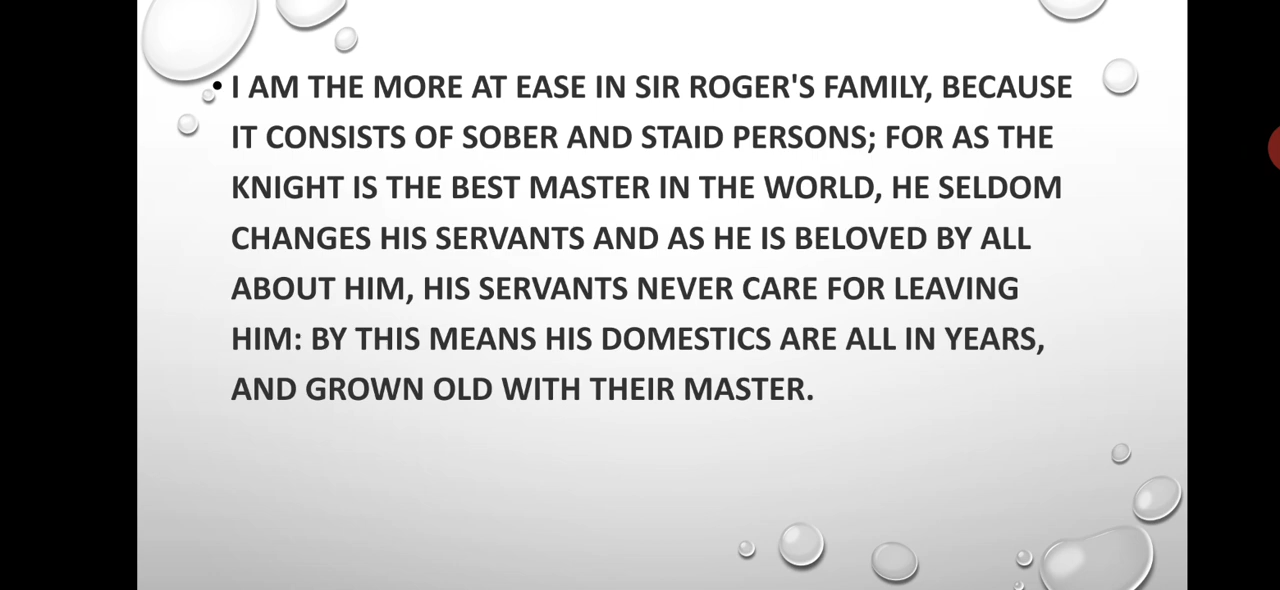 • I AM THE MORE AT EASE IN SIR ROGER'S FAMILY, BECAUSE
IT CONSISTS OF SOBER AND STAID PERSONS; FOR AS THE
KNIGHT IS THE BEST MASTER IN THE WORLD, HE SELDOM
CHANGES HIS SERVANTS AND AS HE IS BELOVED BY ALL
ABOUT HIM, HIS SERVANTS NEVER CARE FOR LEAVING
HIM: BY THIS MEANS HIS DOMESTICS ARE ALL IN YEARS,
AND GROWN OLD WITH THEIR MASTER.